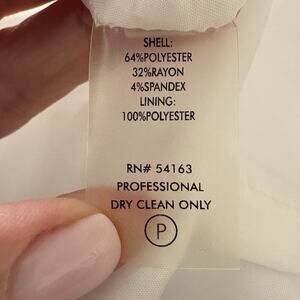 SHELL:
64%POLYESTER
32%RAYON
4%SPANDEX
LINING:
100%POLYESTER
RN# 54163
PROFESSIONAL
DRY CLEAN ONLY
P